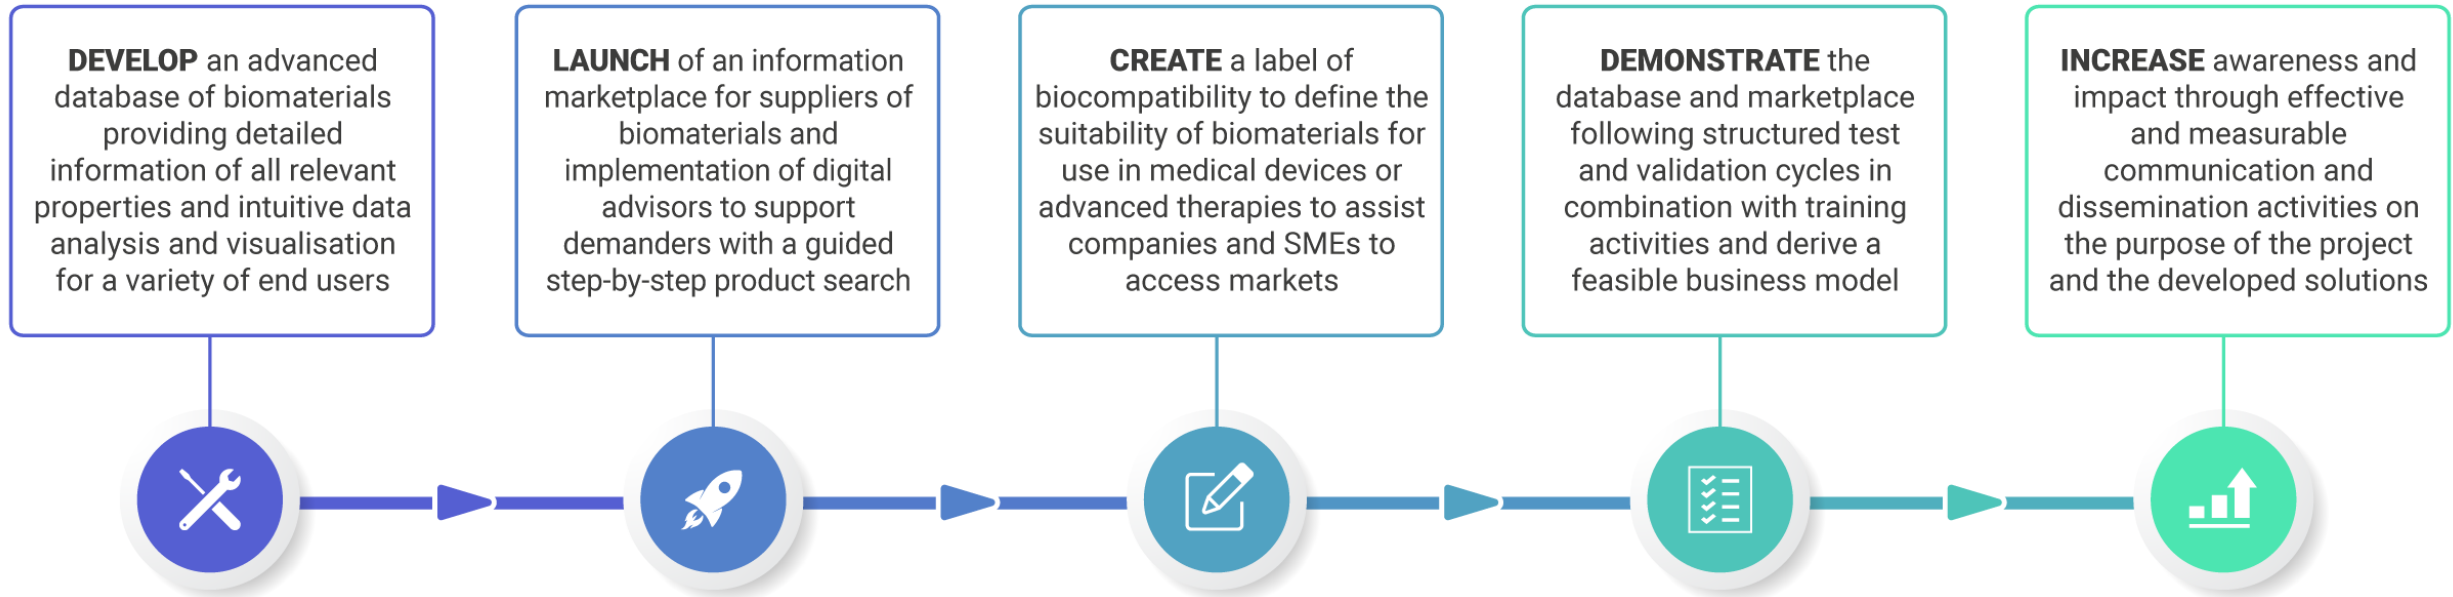 DEVELOP an advanced
database of biomaterials
providing detailed
information of all relevant
properties and intuitive data
analysis and visualisation
for a variety of end users
LAUNCH of an information
marketplace for suppliers of
biomaterials and
implementation of digital
advisors to support
demanders with a guided
step-by-step product search
CREATE a label of
biocompatibility to define the
suitability of biomaterials for
use in medical devices or
advanced therapies to assist
companies and SMEs to
access markets
DEMONSTRATE the
database and marketplace
following structured test
and validation cycles in
combination with training
activities and derive a
feasible business model
INCREASE awareness and
impact through effective
and measurable
communication and
dissemination activities on
the purpose of the project
and the developed solutions